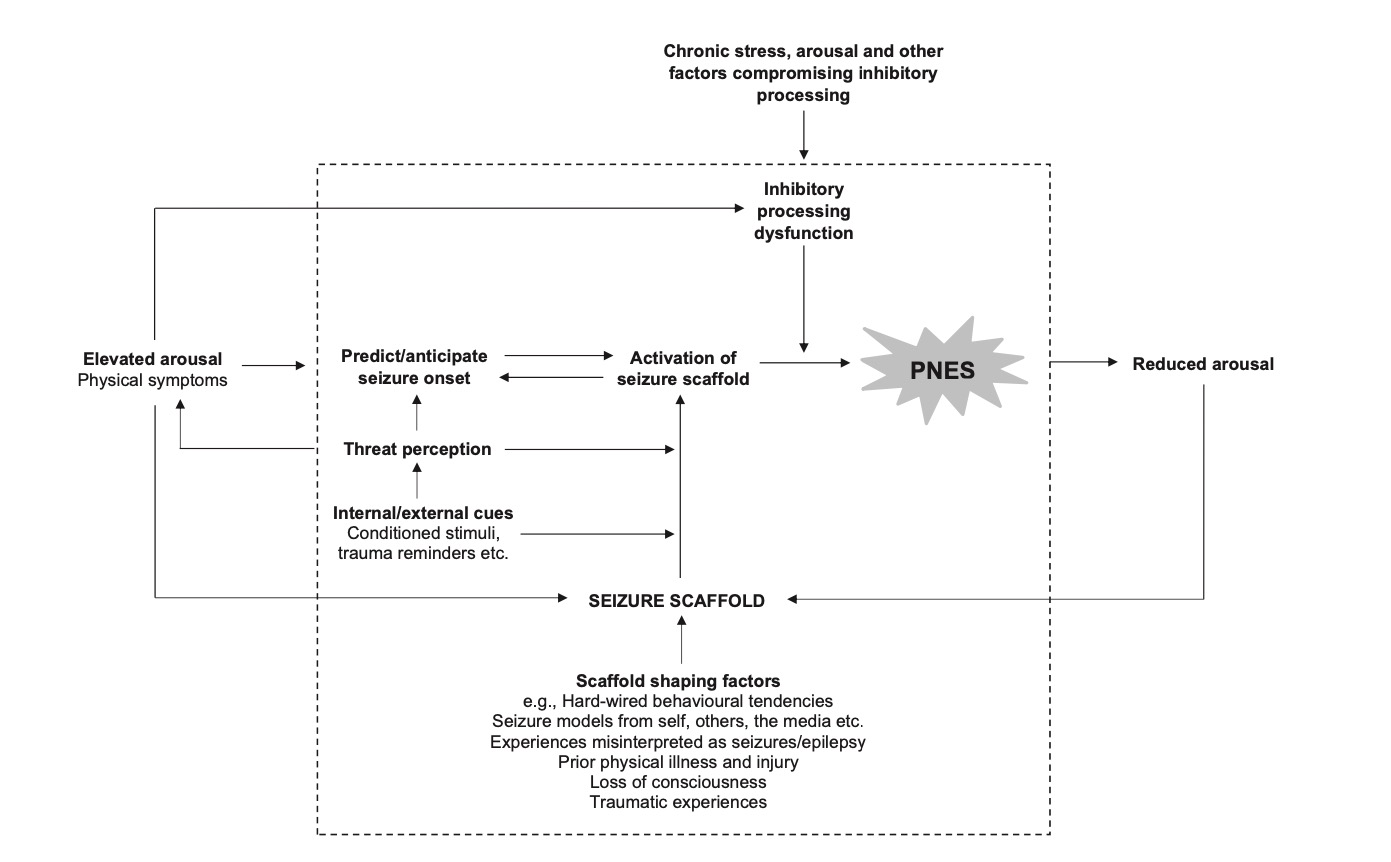 Chronic stress, arousal and other
factors compromising inhibitory
processing
Inhibitory
processing
dysfunction
Elevated arousal
Physical symptoms
Predict/anticipate
seizure onset
Activation of
seizure scaffold
PNES
Reduced arousal
Threat perception
Internal/external cues
Conditioned stimuli,
trauma reminders etc.
SEIZURE SCAFFOLD
Scaffold shaping factors
e.g., Hard-wired behavioural tendencies
Seizure models from self, others, the media etc.
Experiences misinterpreted as seizures/epilepsy
Prior physical illness and injury
Loss of consciousness
Traumatic experiences